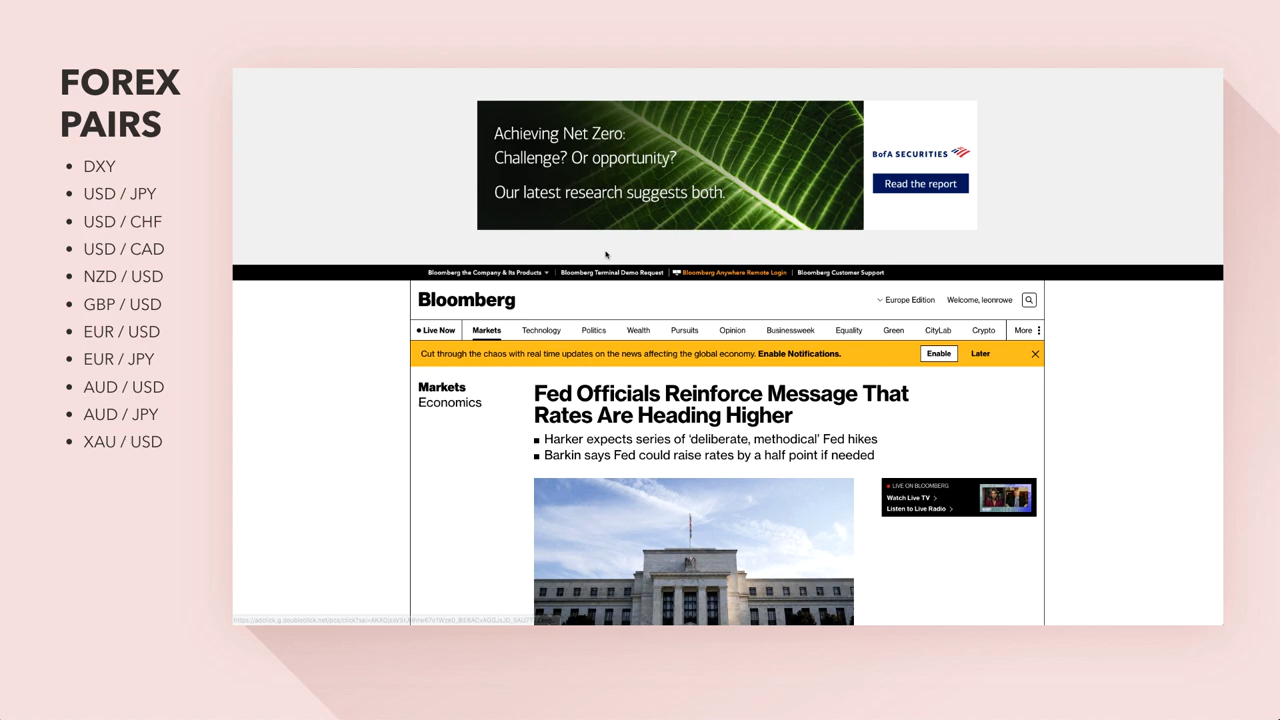 FOREX
PAIRS
DXY
USD / JPY
USD / CHF
USD / CAD
NZD / USD
GBP / USD
EUR / USD
EUR / JPY
AUD / USD
AUD / JPY
XAU / USD
Achieving Net Zero:
Challenge? Or opportunity?
Our latest research suggests both.
BofA SECURITIES
Read the report
Bloomberg the Company & Its Products
Bloomberg Terminal Demo Request
Bloomberg Anywhere Remote Login
Bloomberg Customer Support
Bloomberg
Europe Edition
Welcome, leonrowe
Live Now
Markets
Technology
Politics
Wealth
Pursuits
Opinion
Businessweek
Equality
Green
CityLab
Crypto
More
Cut through the chaos with real time updates on the news affecting the global economy. Enable Notifications.
Enable
Later
Markets
Economics
Fed Officials Reinforce Message That
Rates Are Heading Higher
Harker expects series of ‘deliberate, methodical’ Fed hikes
Barkin says Fed could raise rates by a half point if needed
LIVE ON BLOOMBERG
Watch Live TV
Listen to Live Radio